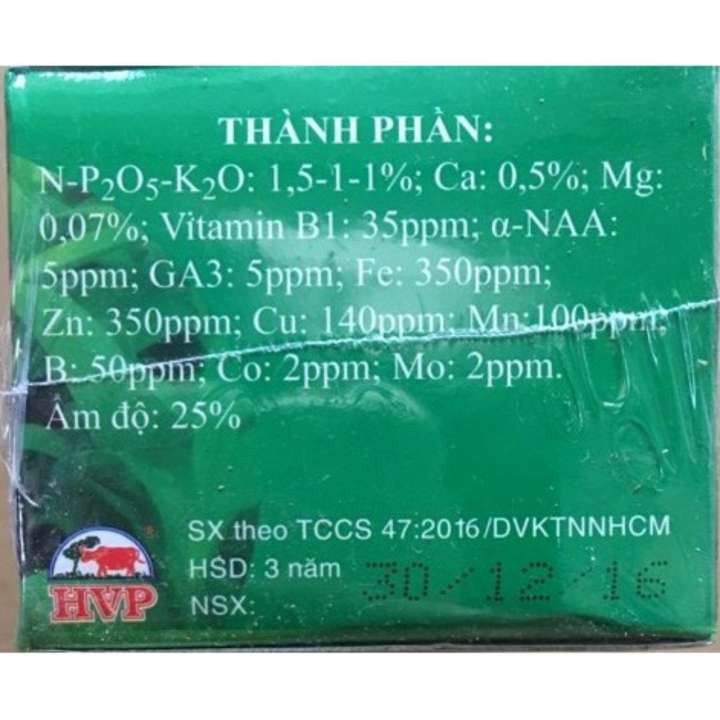 THÀNH PHẦN:
N-P₂O₅-K₂O: 1,5-1-1%; Ca: 0,5%; Mg:
0,07%; Vitamin B1: 35ppm; α-NAA:
5ppm; GA3: 5ppm; Fe: 350ppm;
Zn: 350ppm; Cu: 140ppm; Mn:100ppm;
B: 50ppm; Co: 2ppm; Mo: 2ppm.
Ẩm độ: 25%
SX theo TCCS 47:2016/DVKTNNHCM
HSD: 3 năm
NSX: 30/12/16
HVP